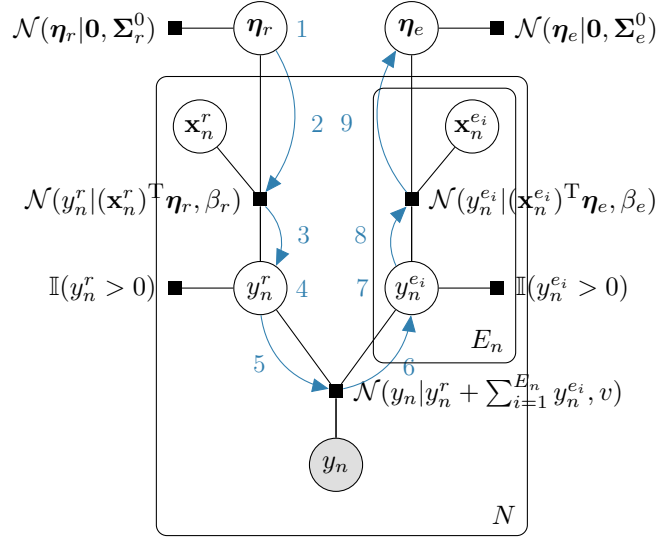 𝒩(𝛈_r|𝟎, 𝚺_r^0) 𝛈_r 1 𝛈_e 𝒩(𝛈_e|𝟎, 𝚺_e^0)
𝐱_n^r 2 9 𝐱_n^{e_i}
𝒩(y_n^r|(𝐱_n^r)^T 𝛈_r, β_r) 𝒩(y_n^{e_i}|(𝐱_n^{e_i})^T 𝛈_e, β_e)
3 8
𝕀(y_n^r > 0) y_n^r 4 7 y_n^{e_i} 𝕀(y_n^{e_i} > 0)
E_n
5 6
𝒩(y_n|y_n^r + ∑_{i=1}^{E_n} y_n^{e_i}, v)
y_n
N